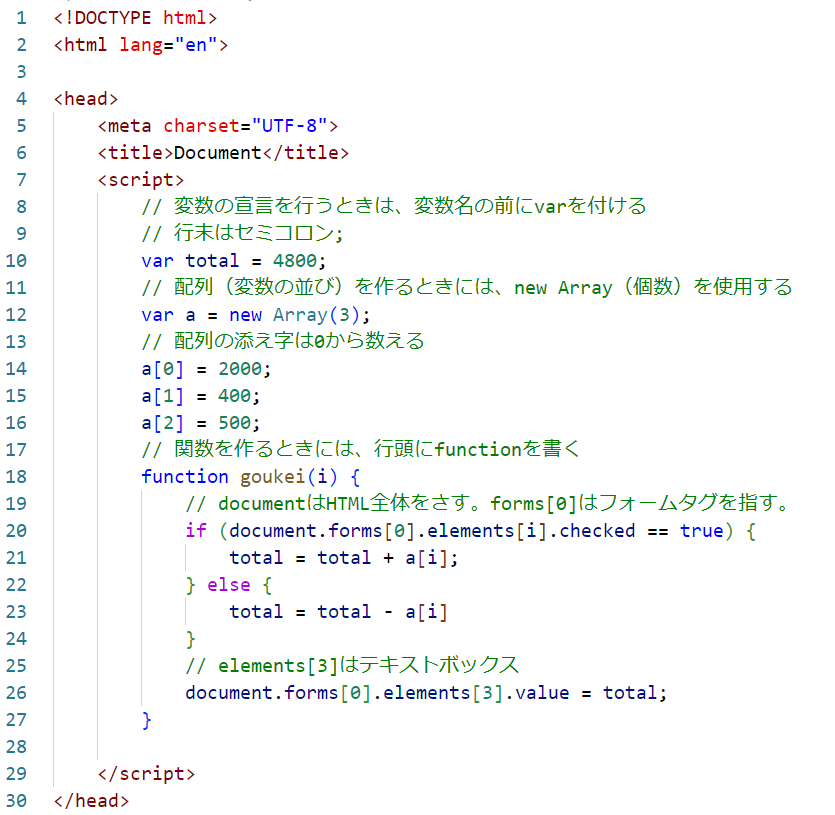 1 <!DOCTYPE html>
2 <html lang="en">
3
4 <head>
5     <meta charset="UTF-8">
6     <title>Document</title>
7     <script>
8         // 変数の宣言を行うときは、変数名の前にvarを付ける
9         // 行末はセミコロン;
10         var total = 4800;
11         // 配列（変数の並び）を作るときには、new Array（個数）を使用する
12         var a = new Array(3);
13         // 配列の添え字は0から数える
14         a[0] = 2000;
15         a[1] = 400;
16         a[2] = 500;
17         // 関数を作るときには、行頭にfunctionを書く
18         function goukei(i) {
19             // documentはHTML全体をさす。forms[0]はフォームタグを指す。
20             if (document.forms[0].elements[i].checked == true) {
21                 total = total + a[i];
22             } else {
23                 total = total - a[i]
24             }
25             // elements[3]はテキストボックス
26             document.forms[0].elements[3].value = total;
27         }
28
29     </script>
30 </head>